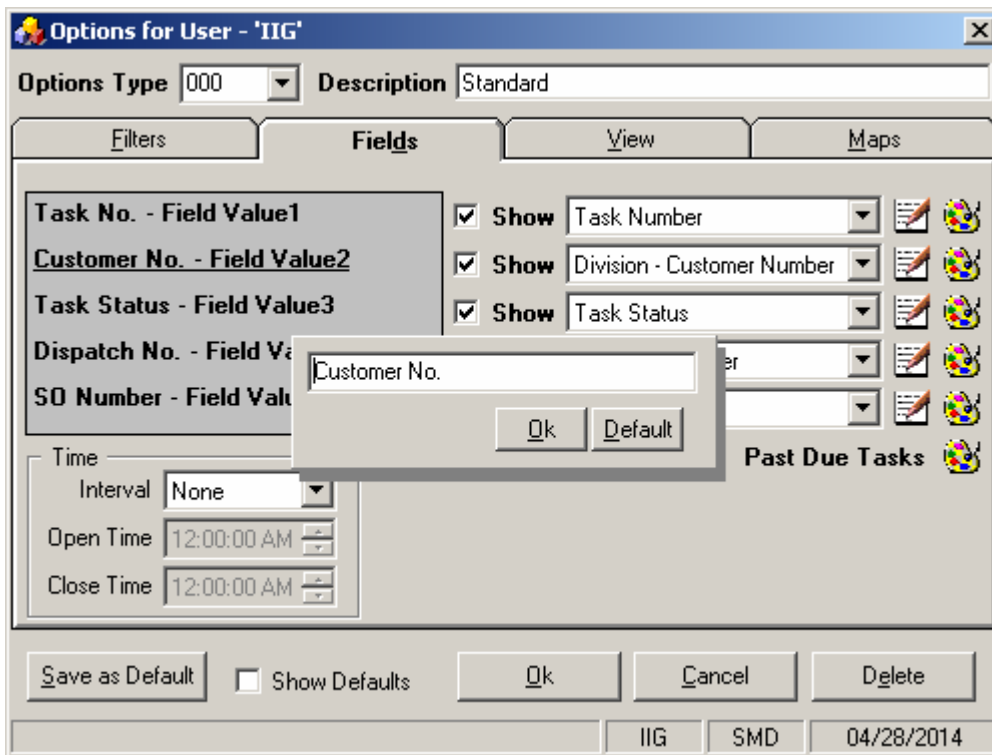 Options for User - 'IIG'
Options Type 000 Description Standard
Filters Fields View Maps
Task No. - Field Value1 Show Task Number
Customer No. - Field Value2 Show Division - Customer Number
Task Status - Field Value3 Show Task Status
Dispatch No. - Field
SO Number - Field
Customer No.
Ok Default
Past Due Tasks
Time
Interval None
Open Time 12:00:00 AM
Close Time 12:00:00 AM
Save as Default Show Defaults Ok Cancel Delete
IIG SMD 04/28/2014